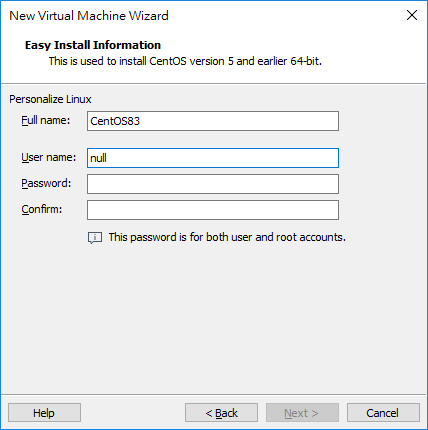 New Virtual Machine Wizard
Easy Install Information
This is used to install CentOS version 5 and earlier 64-bit.
Personalize Linux
Full name: CentOS83
User name: null
Password:
Confirm:
This password is for both user and root accounts.
Help < Back Next > Cancel